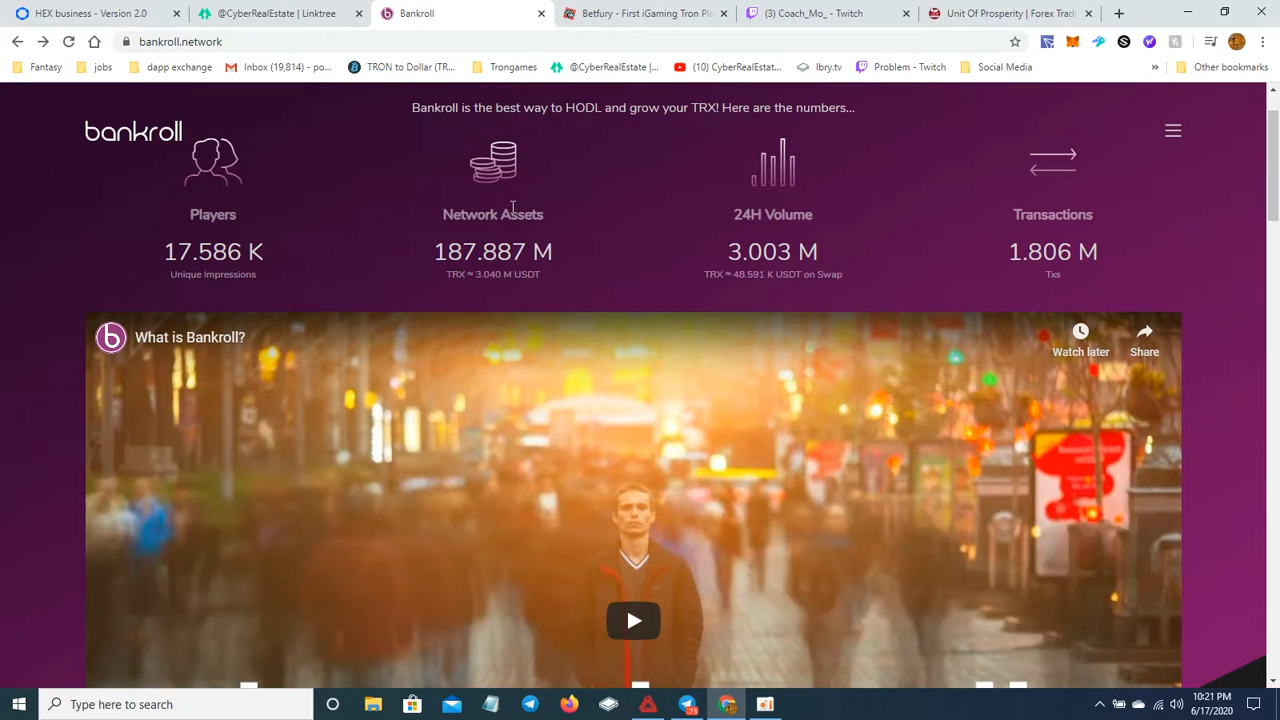 HEX business - Version 2.0
@CyberRealEstate | Linktree
Bankroll
Betfury - First iGaming Tron Pla
(3) Coach_Mo_ - Twitch
Unit Of Prosperity | Forex Tradi
bankroll.network
Fantasy
jobs
dapp exchange
Inbox (19,814) - po...
TRON to Dollar (TR...
Trongames
@CyberRealEstate |...
(10) CyberRealEstat...
lbry.tv
Problem - Twitch
Social Media
»
Other bookmarks
Bankroll is the best way to HODL and grow your TRX! Here are the numbers...
bankroll
Players
Network Assets
24H Volume
Transactions
17.586 K
187.887 M
3.003 M
1.806 M
Unique Impressions
TRX ≈ 3.040 M USDT
TRX ≈ 48.591 K USDT on Swap
Txs
b
What is Bankroll?
Watch later
Share
Type here to search
75
10:21 PM
6/17/2020